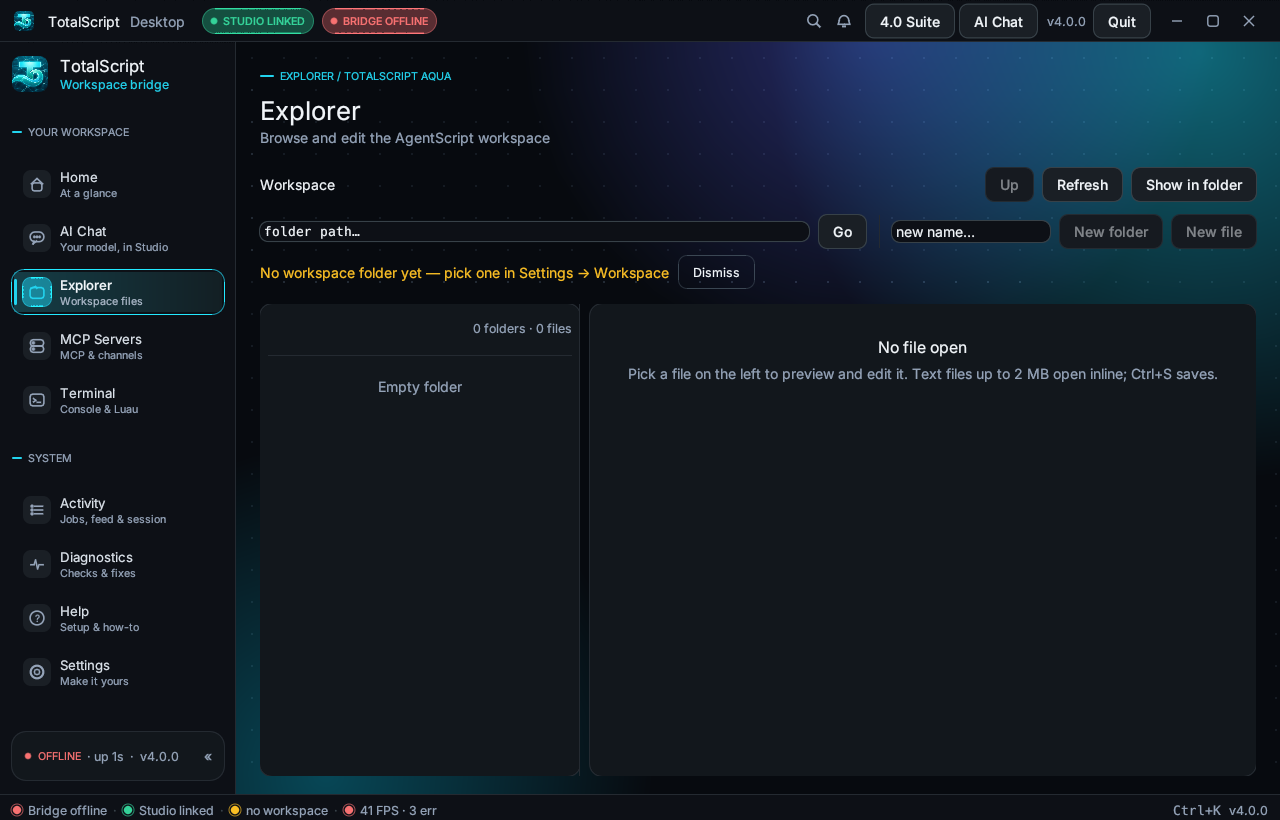 TotalScript Desktop STUDIO LINKED BRIDGE OFFLINE 4.0 Suite AI Chat v4.0.0 Quit
TotalScript
Workspace bridge
YOUR WORKSPACE
Home
At a glance
AI Chat
Your model, in Studio
Explorer
Workspace files
MCP Servers
MCP & channels
Terminal
Console & Luau
SYSTEM
Activity
Jobs, feed & session
Diagnostics
Checks & fixes
Help
Setup & how-to
Settings
Make it yours
OFFLINE · up 1s · v4.0.0 «
EXPLORER / TOTALSCRIPT AQUA
Explorer
Browse and edit the AgentScript workspace
Workspace Up Refresh Show in folder
folder path… Go new name... New folder New file
No workspace folder yet — pick one in Settings → Workspace Dismiss
0 folders · 0 files
Empty folder
No file open
Pick a file on the left to preview and edit it. Text files up to 2 MB open inline; Ctrl+S saves.
Bridge offline · Studio linked · no workspace · 41 FPS · 3 err Ctrl+K v4.0.0